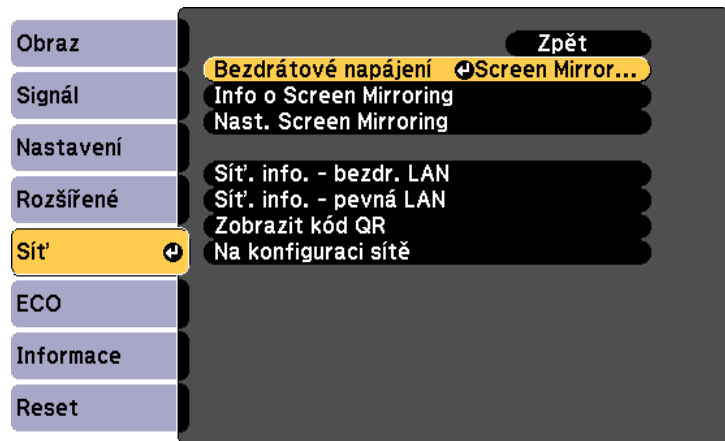 Obraz
Signál
Nastavení
Rozšířené
Síť
ECO
Informace
Reset
Zpět
Bezdrátové napájení Screen Mirror...
Info o Screen Mirroring
Nast. Screen Mirroring
Síť. info. - bezdr. LAN
Síť. info. - pevná LAN
Zobrazit kód QR
Na konfiguraci sítě